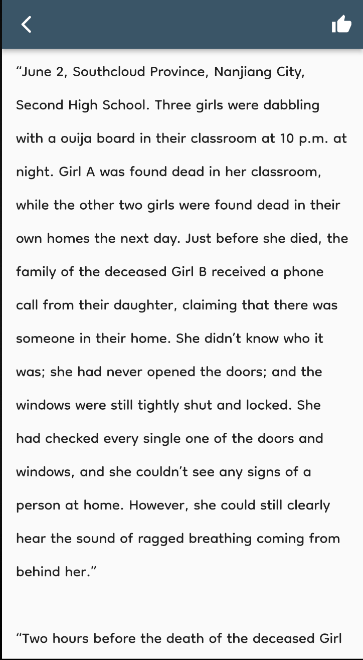 “June 2, Southcloud Province, Nanjiang City,
Second High School. Three girls were dabbling
with a ouija board in their classroom at 10 p.m. at
night. Girl A was found dead in her classroom,
while the other two girls were found dead in their
own homes the next day. Just before she died, the
family of the deceased Girl B received a phone
call from their daughter, claiming that there was
someone in their home. She didn’t know who it
was; she had never opened the doors; and the
windows were still tightly shut and locked. She
had checked every single one of the doors and
windows, and she couldn’t see any signs of a
person at home. However, she could still clearly
hear the sound of ragged breathing coming from
behind her.”
“Two hours before the death of the deceased Girl